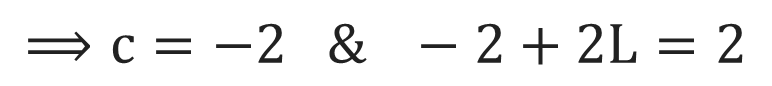 ⟹ c = −2 & − 2 + 2L = 2